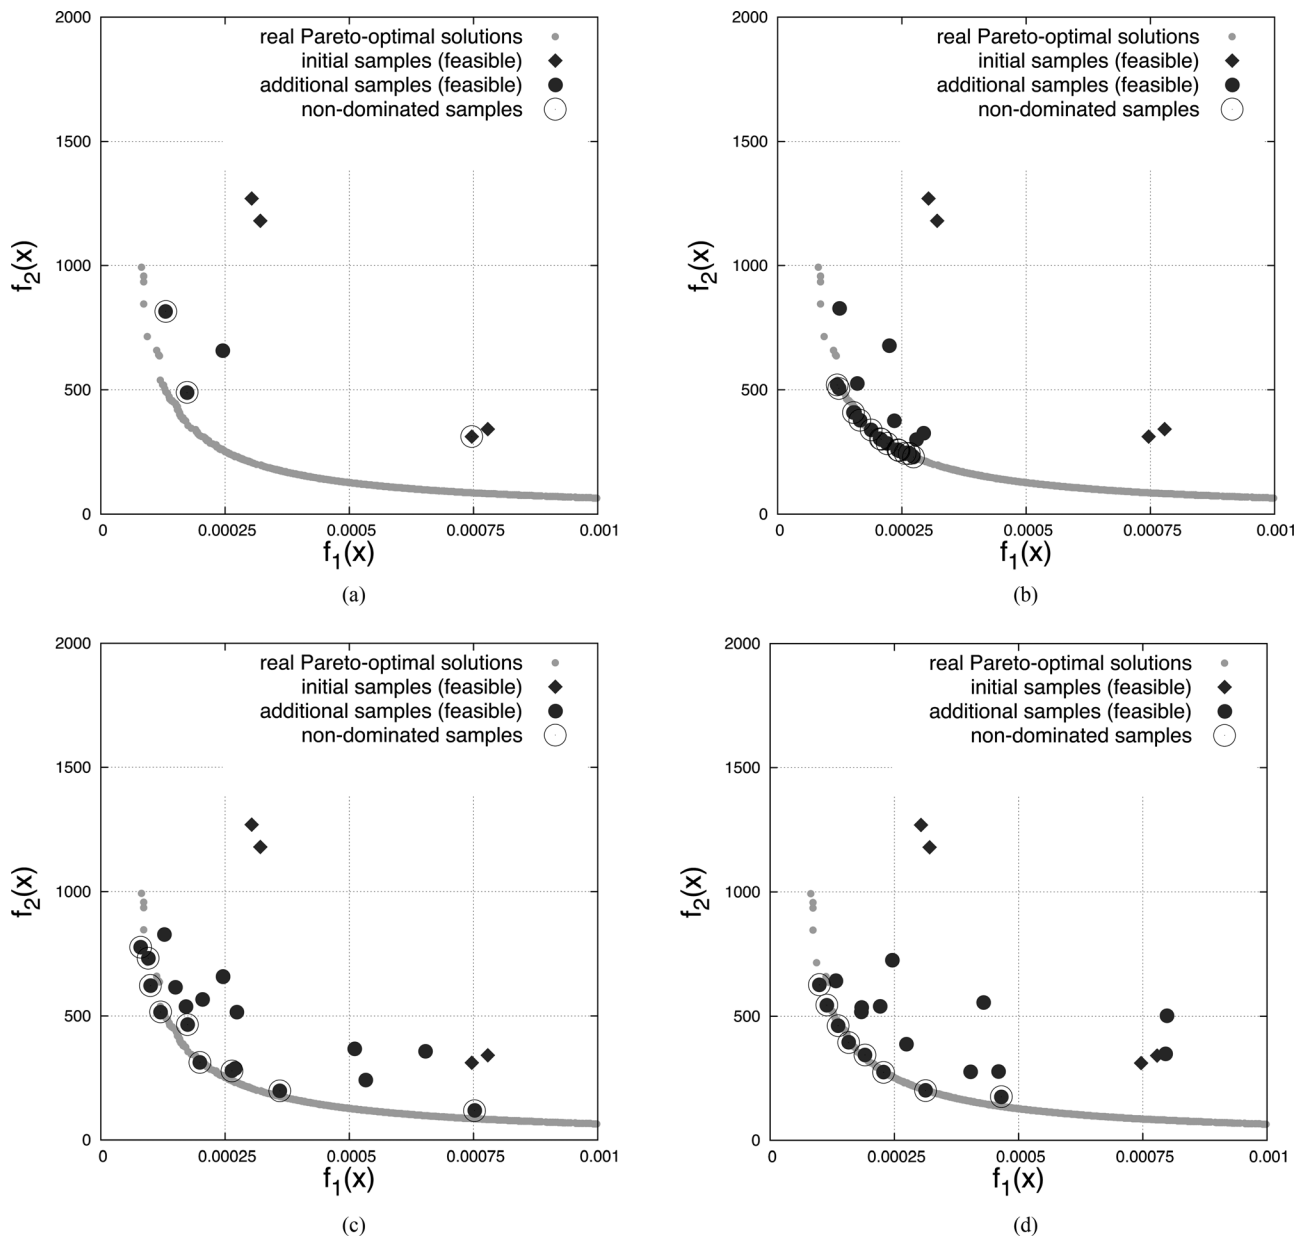 2000
real Pareto-optimal solutions
initial samples (feasible)
additional samples (feasible)
non-dominated samples
1500
1000
500
0
f2(x)
0 0.00025 0.0005 0.00075 0.001
f1(x)
(a)
2000
real Pareto-optimal solutions
initial samples (feasible)
additional samples (feasible)
non-dominated samples
1500
1000
500
0
f2(x)
0 0.00025 0.0005 0.00075 0.001
f1(x)
(b)
2000
real Pareto-optimal solutions
initial samples (feasible)
additional samples (feasible)
non-dominated samples
1500
1000
500
0
f2(x)
0 0.00025 0.0005 0.00075 0.001
f1(x)
(c)
2000
real Pareto-optimal solutions
initial samples (feasible)
additional samples (feasible)
non-dominated samples
1500
1000
500
0
f2(x)
0 0.00025 0.0005 0.00075 0.001
f1(x)
(d)